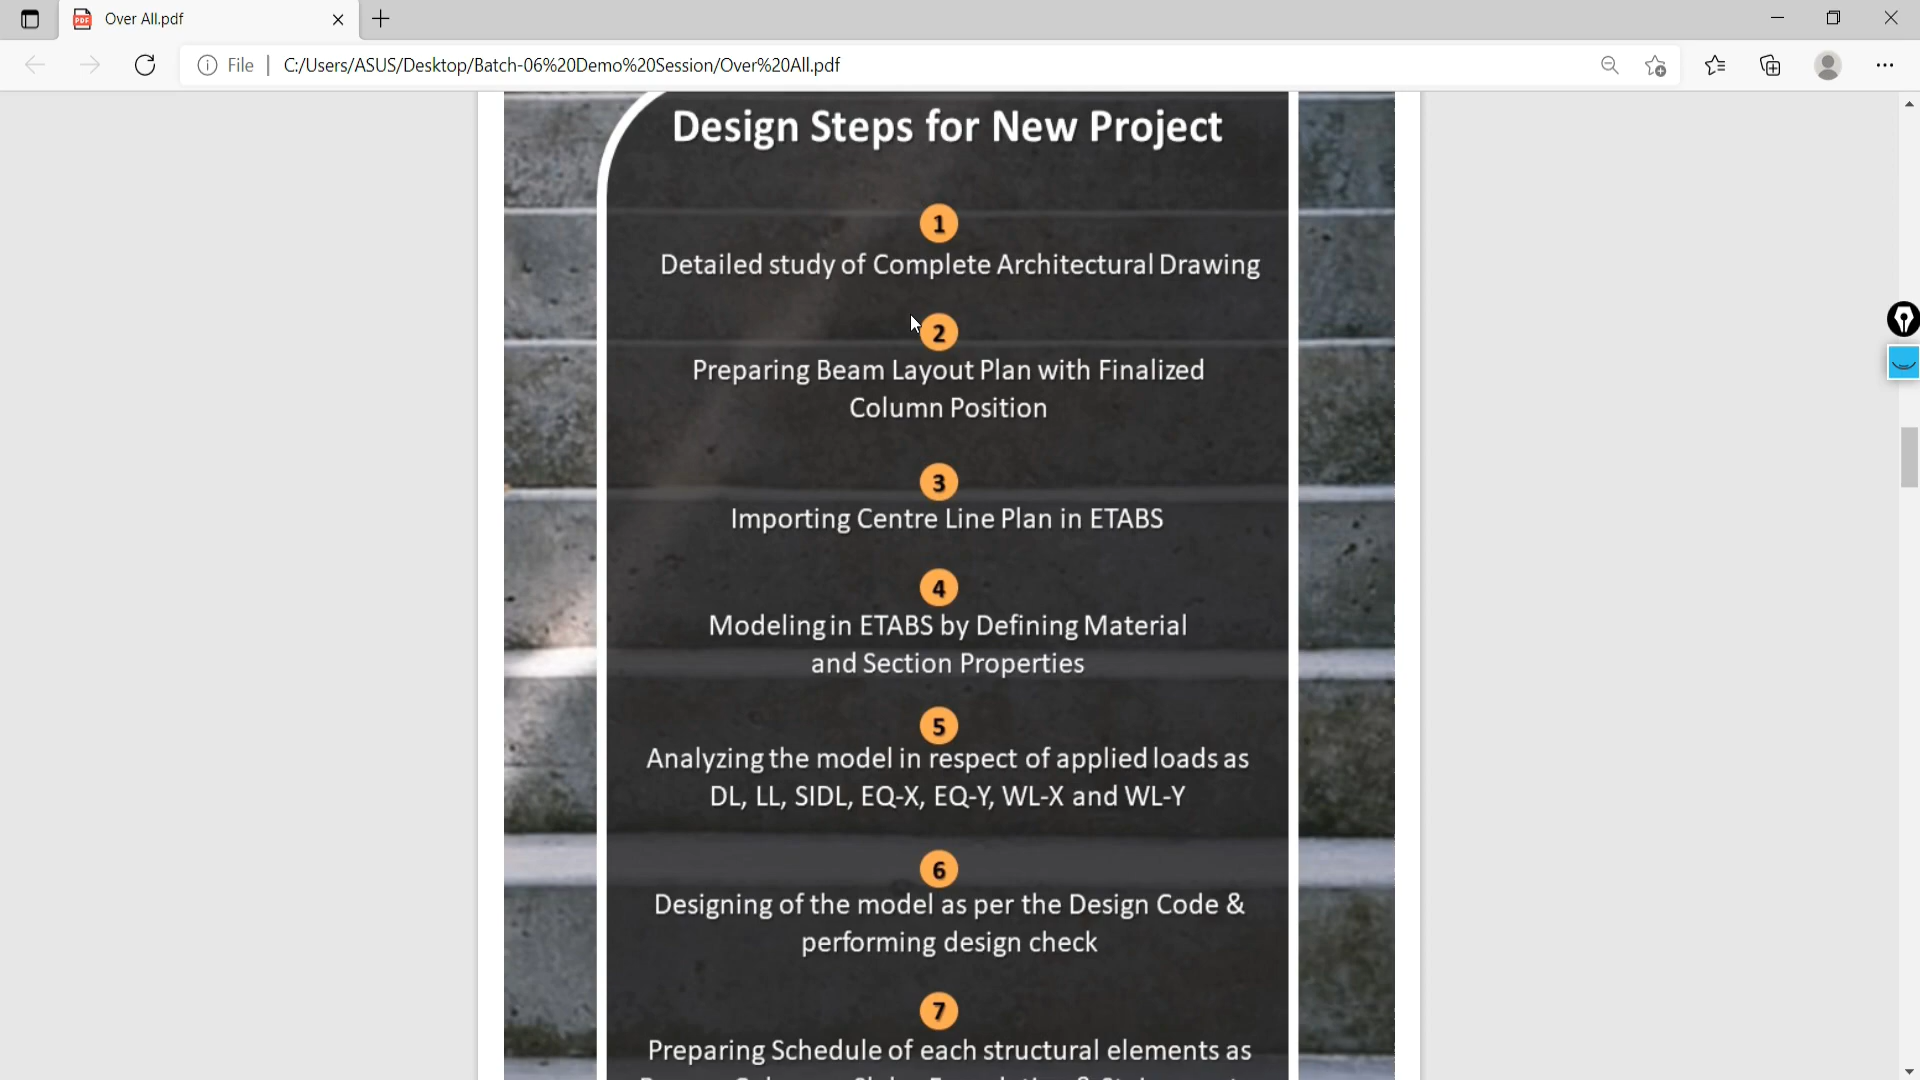 Over All.pdf
File
C:/Users/ASUS/Desktop/Batch-06%20Demo%20Session/Over%20All.pdf
Design Steps for New Project
1
Detailed study of Complete Architectural Drawing
2
Preparing Beam Layout Plan with Finalized
Column Position
3
Importing Centre Line Plan in ETABS
4
Modeling in ETABS by Defining Material
and Section Properties
5
Analyzing the model in respect of applied loads as
DL, LL, SIDL, EQ-X, EQ-Y, WL-X and WL-Y
6
Designing of the model as per the Design Code &
performing design check
7
Preparing Schedule of each structural elements as